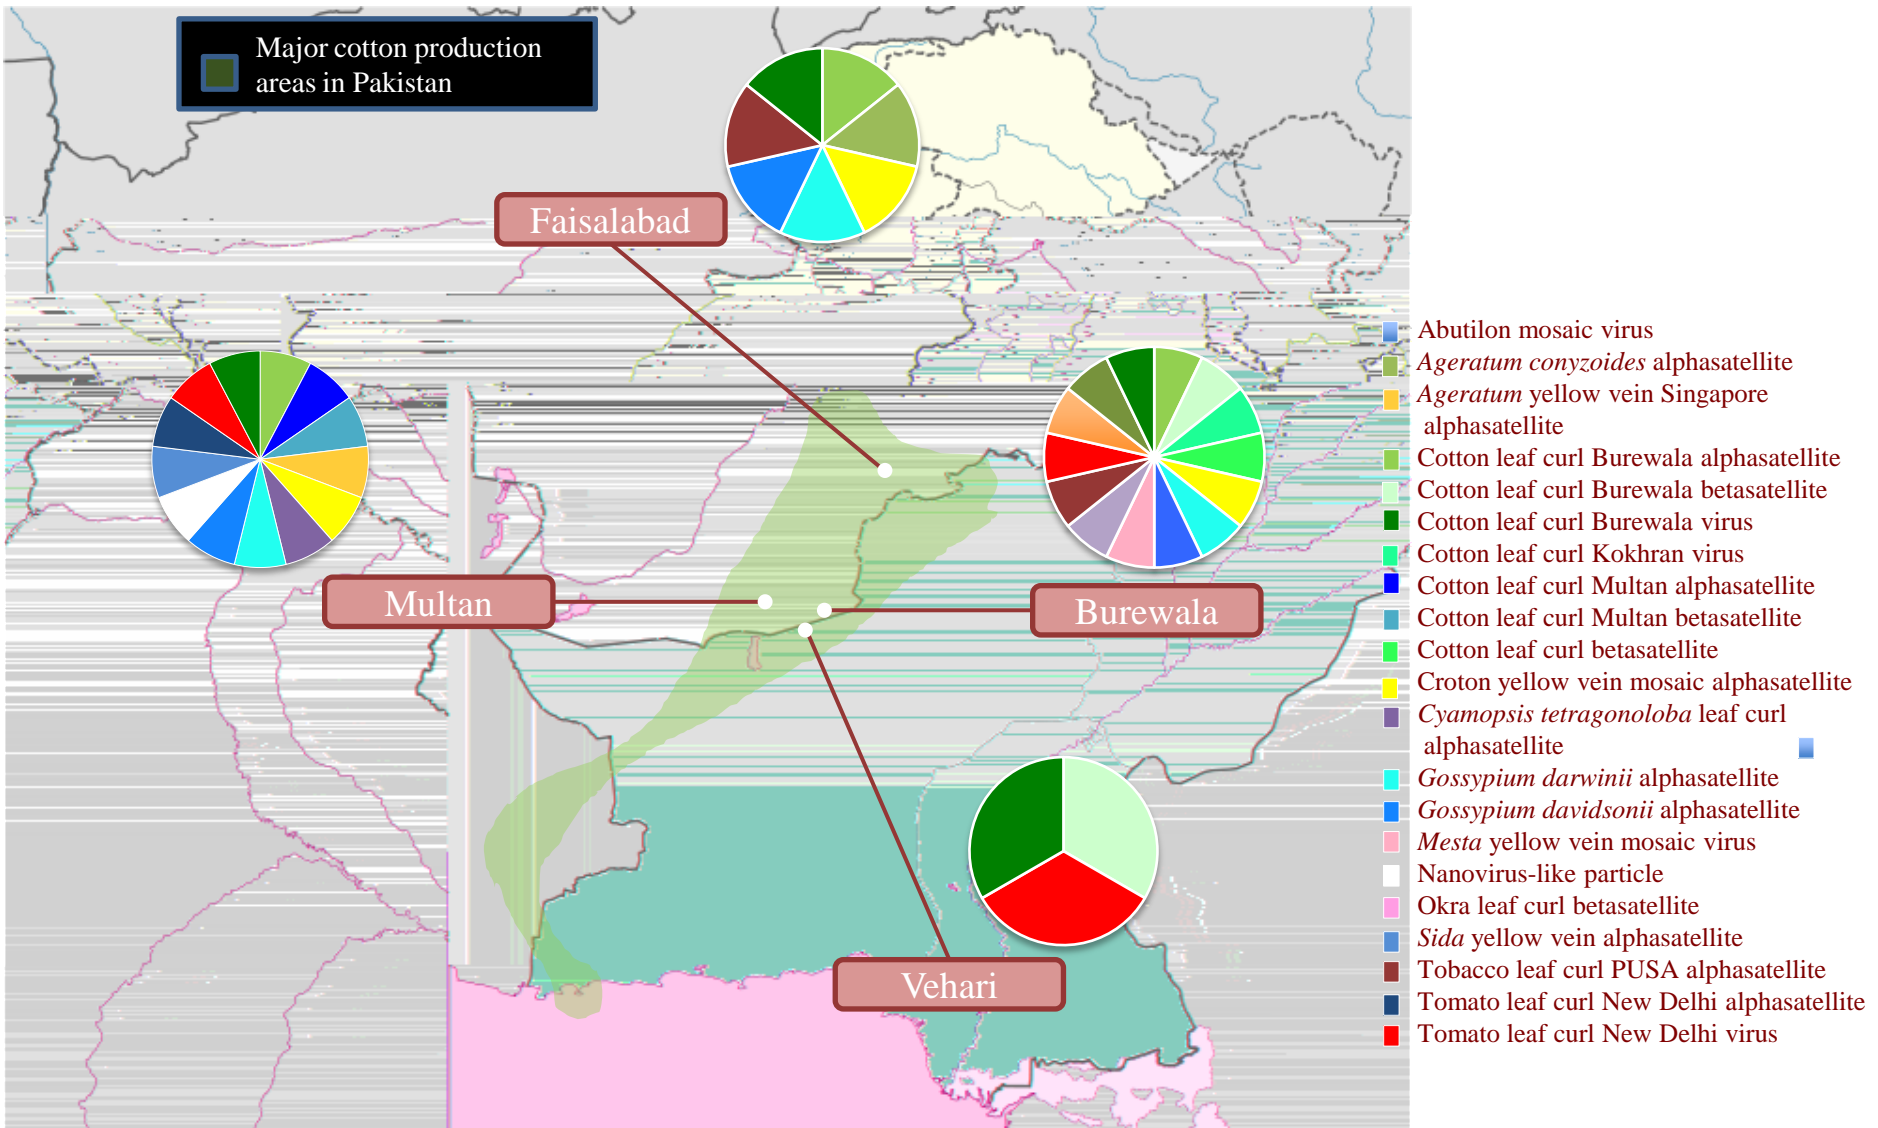 Major cotton production
areas in Pakistan
Faisalabad
Multan
Burewala
Vehari
Abutilon mosaic virus
Ageratum conyzoides alphasatellite
Ageratum yellow vein Singapore
alphasatellite
Cotton leaf curl Burewala alphasatellite
Cotton leaf curl Burewala betasatellite
Cotton leaf curl Burewala virus
Cotton leaf curl Kokhran virus
Cotton leaf curl Multan alphasatellite
Cotton leaf curl Multan betasatellite
Cotton leaf curl betasatellite
Croton yellow vein mosaic alphasatellite
Cyamopsis tetragonoloba leaf curl
alphasatellite
Gossypium darwinii alphasatellite
Gossypium davidsonii alphasatellite
Mesta yellow vein mosaic virus
Nanovirus-like particle
Okra leaf curl betasatellite
Sida yellow vein alphasatellite
Tobacco leaf curl PUSA alphasatellite
Tomato leaf curl New Delhi alphasatellite
Tomato leaf curl New Delhi virus